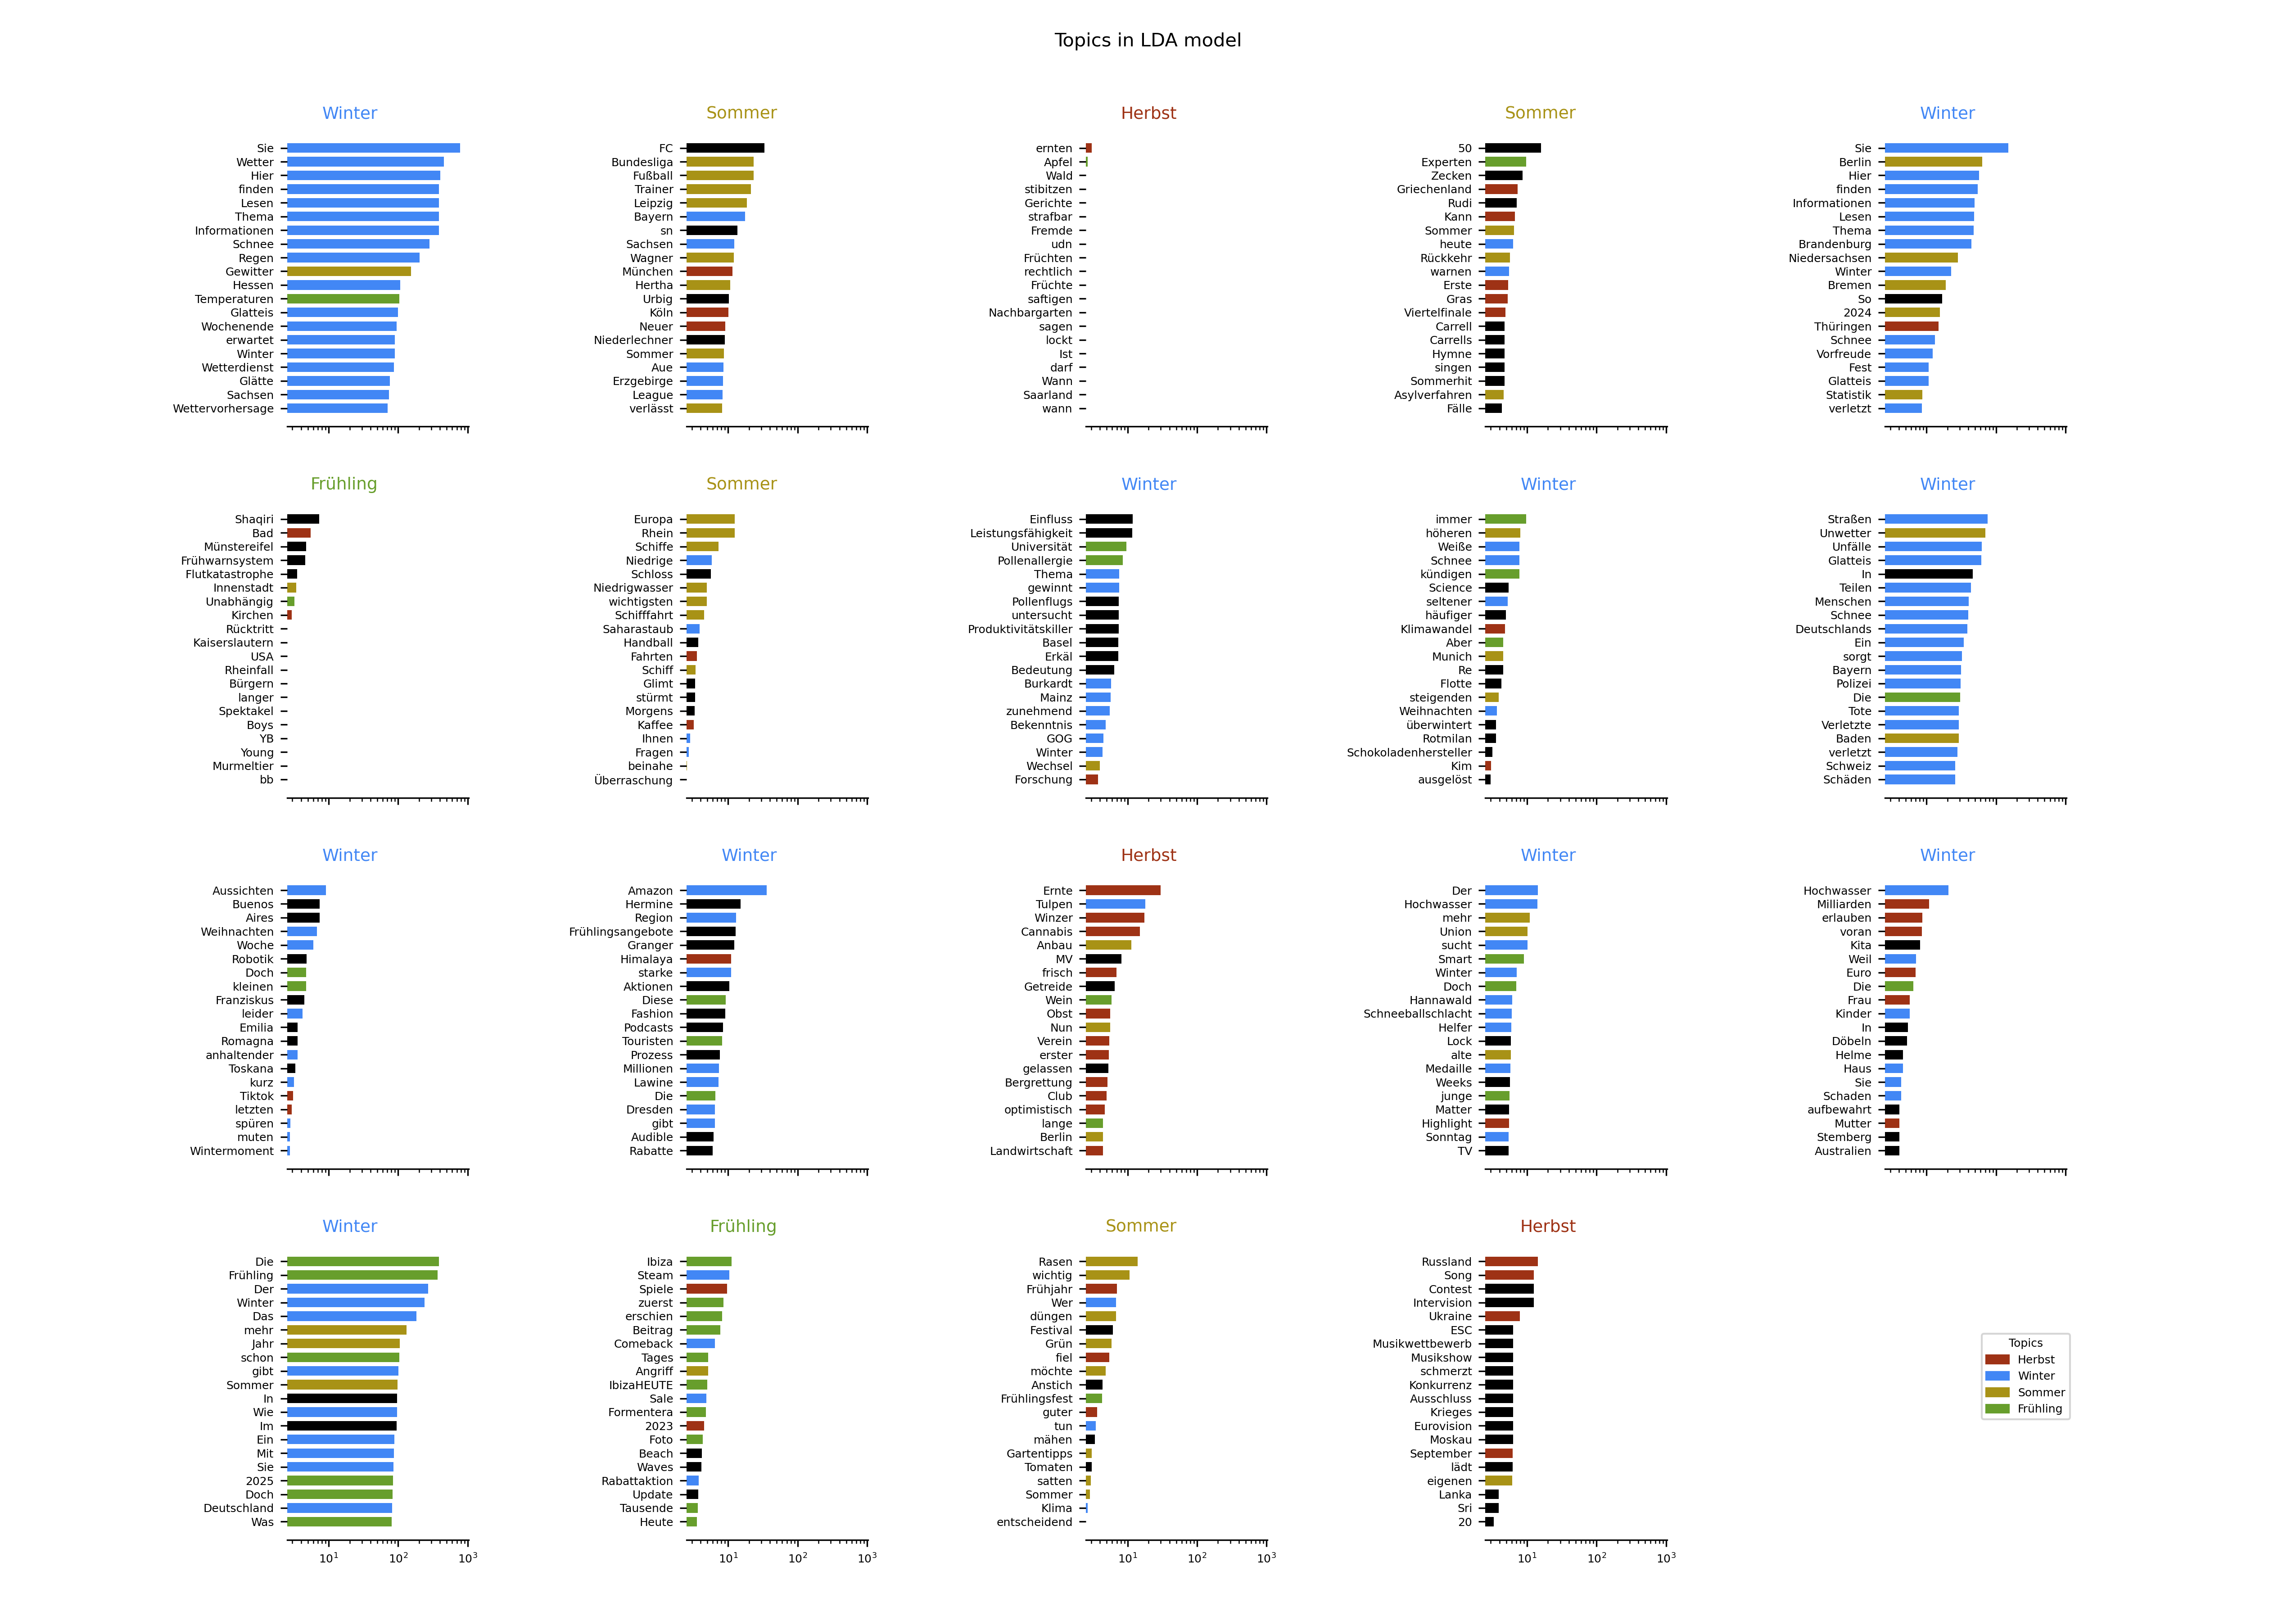 Topics in LDA model
Winter
Sie
Wetter
Hier
finden
Lesen
Thema
Informationen
Schnee
Regen
Gewitter
Hessen
Temperaturen
Glatteis
Wochenende
erwartet
Winter
Wetterdienst
Glätte
Sachsen
Wettervorhersage
Sommer
FC
Bundesliga
Fußball
Trainer
Leipzig
Bayern
sn
Sachsen
Wagner
München
Hertha
Urbig
Köln
Neuer
Niederlechner
Sommer
Aue
Erzgebirge
League
verlässt
Herbst
ernten
Apfel
Wald
stibitzen
Gerichte
strafbar
Fremde
udn
Früchten
rechtlich
Früchte
saftigen
Nachbargarten
sagen
lockt
Ist
darf
Wann
Saarland
wann
Sommer
50
Experten
Zecken
Griechenland
Rudi
Kann
Sommer
heute
Rückkehr
warnen
Erste
Gras
Viertelfinale
Carrell
Carrells
Hymne
singen
Sommerhit
Asylverfahren
Fälle
Winter
Sie
Berlin
Hier
finden
Informationen
Lesen
Thema
Brandenburg
Niedersachsen
Winter
Bremen
So
2024
Thüringen
Schnee
Vorfreude
Fest
Glatteis
Statistik
verletzt
Frühling
Shaqiri
Bad
Münstereifel
Frühwarnsystem
Flutkatastrophe
Innenstadt
Unabhängig
Kirchen
Rücktritt
Kaiserslautern
USA
Rheinfall
Bürgern
langer
Spektakel
Boys
YB
Young
Murmeltier
bb
Sommer
Europa
Rhein
Schiffe
Niedrige
Schloss
Niedrigwasser
wichtigsten
Schifffahrt
Saharastaub
Handball
Fahrten
Schiff
Glimt
stürmt
Morgens
Kaffee
Ihnen
Fragen
beinahe
Überraschung
Winter
Einfluss
Leistungsfähigkeit
Universität
Pollenallergie
Thema
gewinnt
Pollenflugs
untersucht
Produktivitätskiller
Basel
Erkäl
Bedeutung
Burkardt
Mainz
zunehmend
Bekenntnis
GOG
Winter
Wechsel
Forschung
Winter
immer
höheren
Weiße
Schnee
kündigen
Science
seltener
häufiger
Klimawandel
Aber
Munich
Re
Flotte
steigenden
Weihnachten
überwintert
Rotmilan
Schokoladenhersteller
Kim
ausgelöst
Winter
Straßen
Unwetter
Unfälle
Glatteis
In
Teilen
Menschen
Schnee
Deutschlands
Ein
sorgt
Bayern
Polizei
Die
Tote
Verletzte
Baden
verletzt
Schweiz
Schäden
Winter
Aussichten
Buenos
Aires
Weihnachten
Woche
Robotik
Doch
kleinen
Franziskus
leider
Emilia
Romagna
anhaltender
Toskana
kurz
Tiktok
letzten
spüren
muten
Wintermoment
Winter
Amazon
Hermine
Region
Frühlingsangebote
Granger
Himalaya
starke
Aktionen
Diese
Fashion
Podcasts
Touristen
Prozess
Millionen
Lawine
Die
Dresden
gibt
Audible
Rabatte
Herbst
Ernte
Tulpen
Winzer
Cannabis
Anbau
MV
frisch
Getreide
Wein
Obst
Nun
Verein
erster
gelassen
Bergrettung
Club
optimistisch
lange
Berlin
Landwirtschaft
Winter
Der
Hochwasser
mehr
Union
sucht
Smart
Winter
Doch
Hannawald
Schneeballschlacht
Helfer
Lock
alte
Medaille
Weeks
junge
Matter
Highlight
Sonntag
TV
Winter
Hochwasser
Milliarden
erlauben
voran
Kita
Weil
Euro
Die
Frau
Kinder
In
Döbeln
Helme
Haus
Sie
Schaden
aufbewahrt
Mutter
Stemberg
Australien
Winter
Die
Frühling
Der
Winter
Das
mehr
Jahr
schon
gibt
Sommer
In
Wie
Im
Ein
Mit
Sie
2025
Doch
Deutschland
Was
10¹ 10² 10³
Frühling
Ibiza
Steam
Spiele
zuerst
erschien
Beitrag
Comeback
Tages
Angriff
IbizaHEUTE
Sale
Formentera
2023
Foto
Beach
Waves
Rabattaktion
Update
Tausende
Heute
10¹ 10² 10³
Sommer
Rasen
wichtig
Frühjahr
Wer
düngen
Festival
Grün
fiel
möchte
Anstich
Frühlingsfest
guter
tun
mähen
Gartentipps
Tomaten
satten
Sommer
Klima
entscheidend
10¹ 10² 10³
Herbst
Russland
Song
Contest
Intervision
Ukraine
ESC
Musikwettbewerb
Musikshow
schmerzt
Konkurrenz
Ausschluss
Krieges
Eurovision
Moskau
September
lädt
eigenen
Lanka
Sri
20
10¹ 10² 10³
Topics
Herbst
Winter
Sommer
Frühling